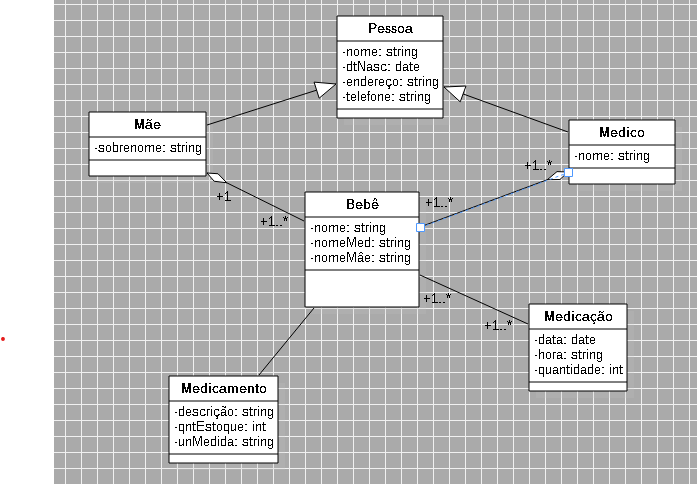 Pessoa
-nome: string
-dtNasc: date
-endereço: string
-telefone: string
Mãe
-sobrenome: string
+1
+1..*
Medico
-nome: string
+1..*
+1..*
Bebê
-nome: string
-nomeMed: string
-nomeMãe: string
+1..*
+1..*
Medicação
-data: date
-hora: string
-quantidade: int
Medicamento
-descrição: string
-qntEstoque: int
-unMedida: string